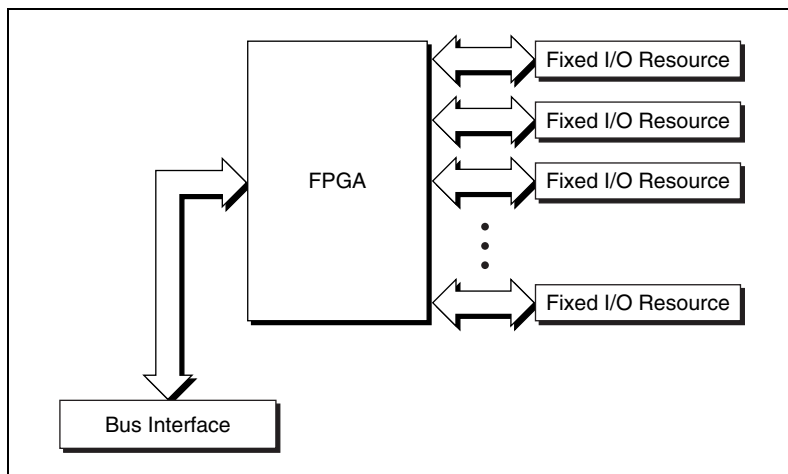 Fixed I/O Resource
Fixed I/O Resource
FPGA
Fixed I/O Resource
Fixed I/O Resource
Bus Interface